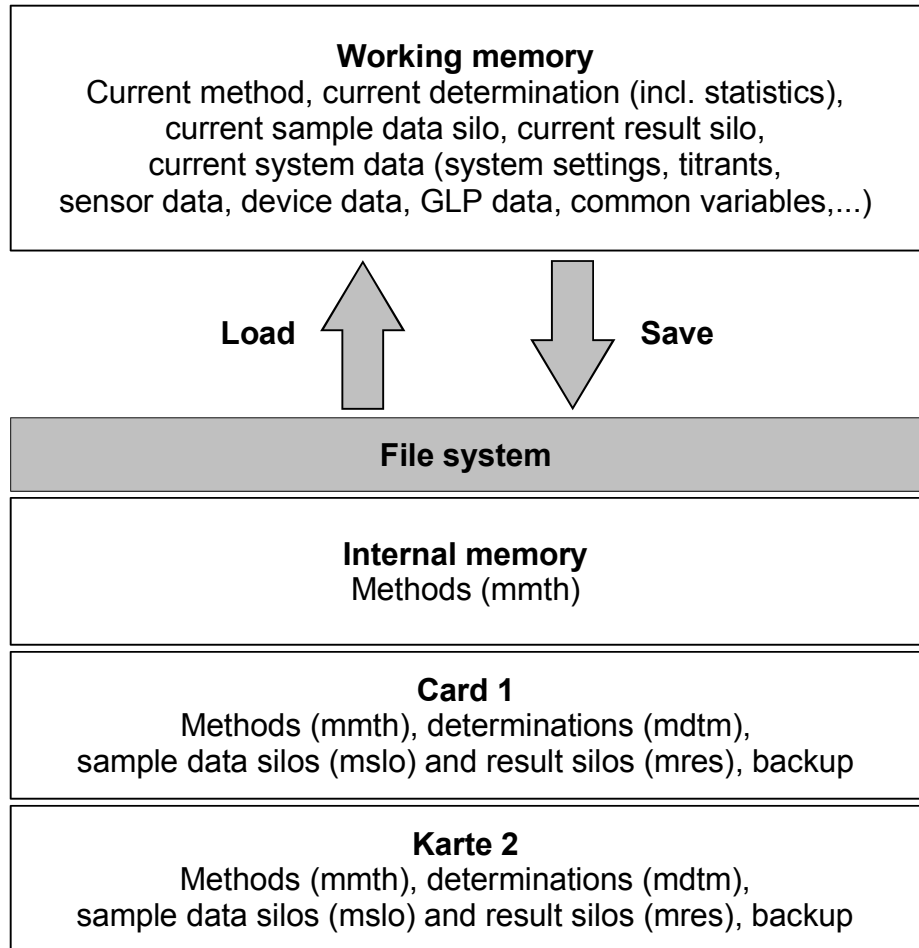 Working memory
Current method, current determination (incl. statistics),
current sample data silo, current result silo,
current system data (system settings, titrants,
sensor data, device data, GLP data, common variables,...)
Load
Save
File system
Internal memory
Methods (mmth)
Card 1
Methods (mmth), determinations (mdtm),
sample data silos (mslo) and result silos (mres), backup
Karte 2
Methods (mmth), determinations (mdtm),
sample data silos (mslo) and result silos (mres), backup